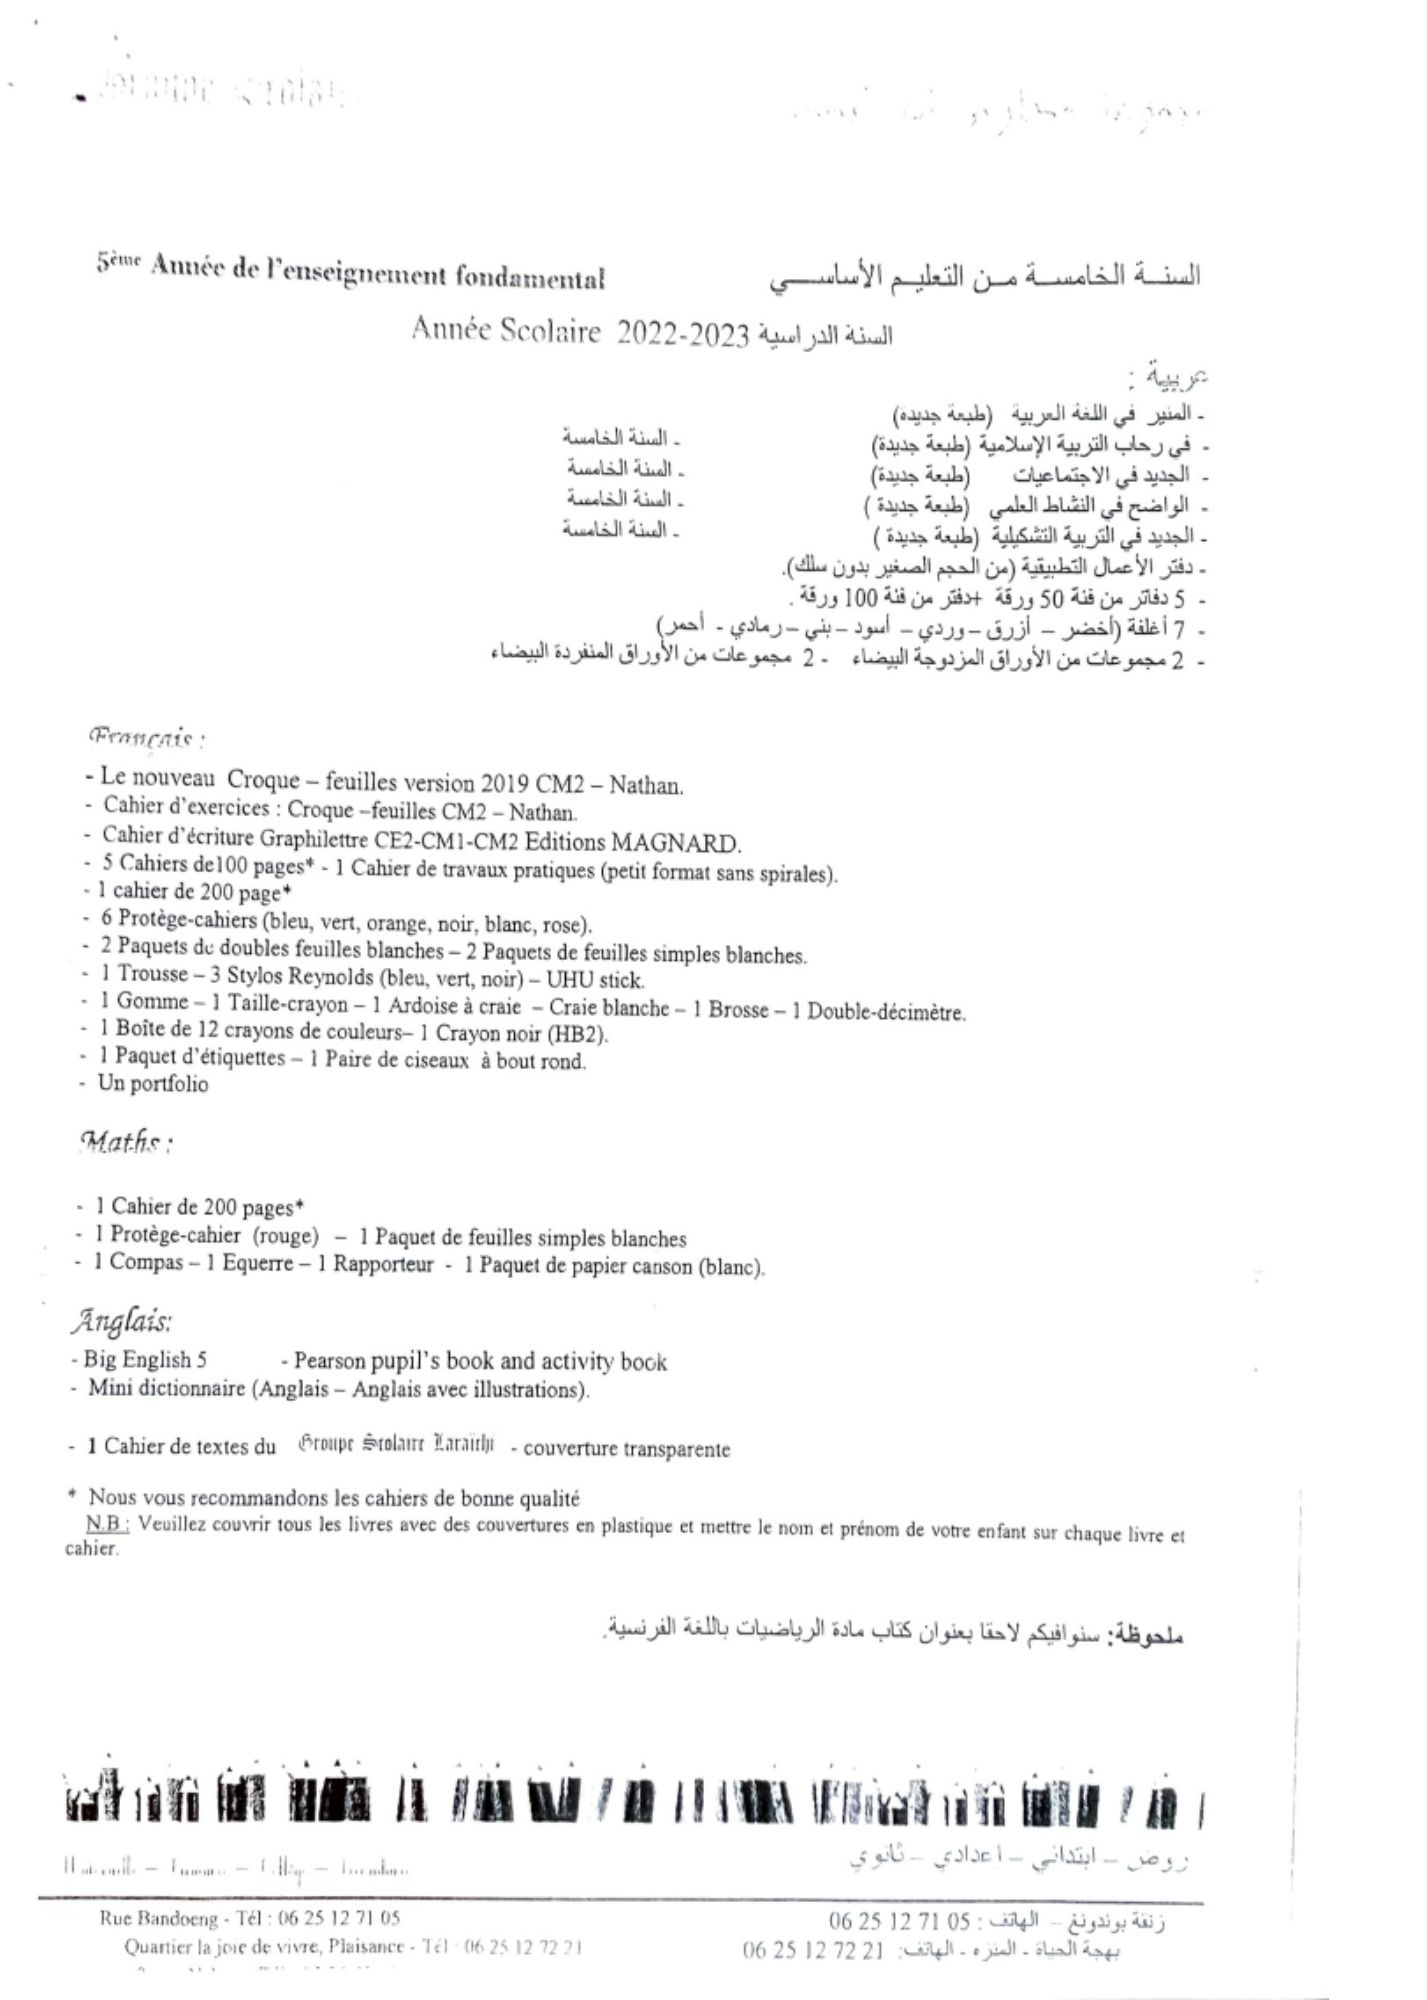 5ème Année de l'enseignement fondamental
السنة الخامسة من التعليم الأساسي
Année Scolaire 2022-2023 السنة الدراسية
عربية :
- المنير في اللغة العربية (طبعة جديدة)
- في رحاب التربية الإسلامية (طبعة جديدة) - السنة الخامسة
- الجديد في الاجتماعيات (طبعة جديدة) - السنة الخامسة
- الواضح في النشاط العلمي (طبعة جديدة ) - السنة الخامسة
- الجديد في التربية التشكيلية (طبعة جديدة ) - السنة الخامسة
- دفتر الأعمال التطبيقية (من الحجم الصغير بدون سلك).
- 5 دفاتر من فئة 50 ورقة +دفتر من فئة 100 ورقة .
- 7 أغلفة (أخضر – أزرق – وردي – أسود – بني – رمادي - أحمر)
- 2 مجموعات من الأوراق المزدوجة البيضاء - 2 مجموعات من الأوراق المنفردة البيضاء
Français :
- Le nouveau Croque – feuilles version 2019 CM2 – Nathan.
- Cahier d'exercices : Croque –feuilles CM2 – Nathan.
- Cahier d'écriture Graphilettre CE2-CM1-CM2 Editions MAGNARD.
- 5 Cahiers de100 pages* - 1 Cahier de travaux pratiques (petit format sans spirales).
- 1 cahier de 200 page*
- 6 Protège-cahiers (bleu, vert, orange, noir, blanc, rose).
- 2 Paquets de doubles feuilles blanches – 2 Paquets de feuilles simples blanches.
- 1 Trousse – 3 Stylos Reynolds (bleu, vert, noir) – UHU stick.
- 1 Gomme – 1 Taille-crayon – 1 Ardoise à craie – Craie blanche – 1 Brosse – 1 Double-décimètre.
- 1 Boîte de 12 crayons de couleurs– 1 Crayon noir (HB2).
- 1 Paquet d'étiquettes – 1 Paire de ciseaux à bout rond.
- Un portfolio
Maths :
- 1 Cahier de 200 pages*
- 1 Protège-cahier (rouge) – 1 Paquet de feuilles simples blanches
- 1 Compas – 1 Equerre – 1 Rapporteur - 1 Paquet de papier canson (blanc).
Anglais:
- Big English 5 - Pearson pupil's book and activity book
- Mini dictionnaire (Anglais – Anglais avec illustrations).
- 1 Cahier de textes du Groupe Scolaire Laraïchi - couverture transparente
* Nous vous recommandons les cahiers de bonne qualité
N.B : Veuillez couvrir tous les livres avec des couvertures en plastique et mettre le nom et prénom de votre enfant sur chaque livre et
cahier.
ملحوظة: سنوافيكم لاحقا بعنوان كتاب مادة الرياضيات باللغة الفرنسية.
روض – ابتدائي – اعدادي – ثانوي
Rue Bandoeng - Tél : 06 25 12 71 05
زنقة بوندونغ – الهاتف : 05 71 12 25 06
Quartier la joie de vivre, Plaisance - Tél : 06 25 12 72 21
بهجة الحياة - المنزه - الهاتف: 21 72 12 25 06